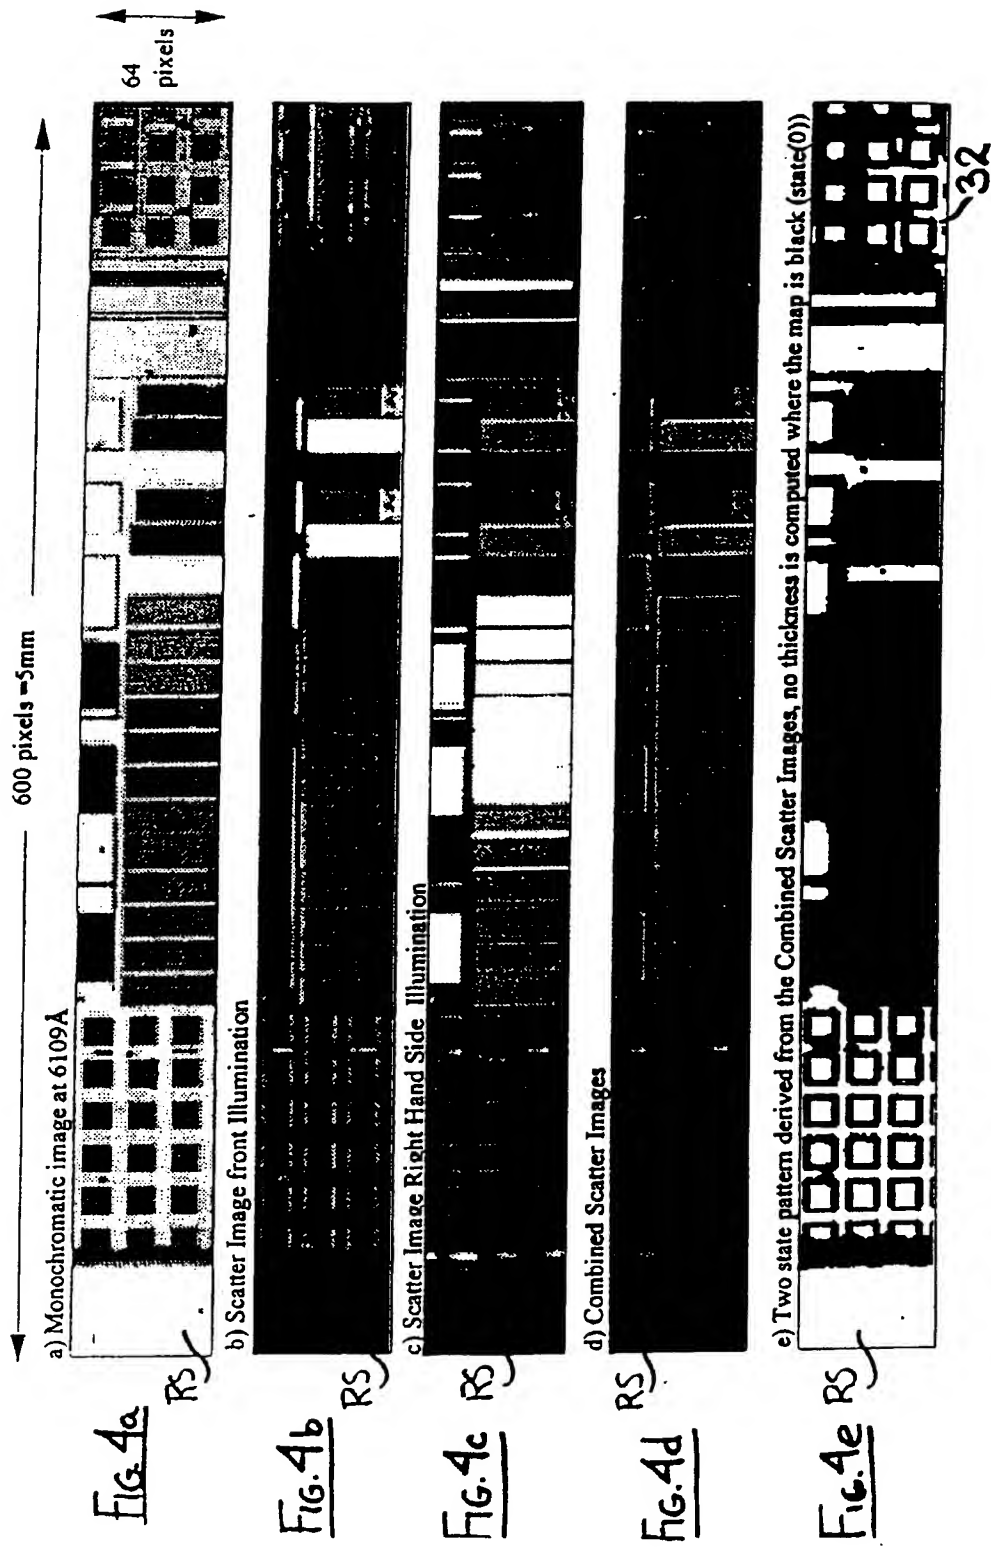 600 pixels =5mm
64
pixels
a) Monochromatic image at 6109Å
RS
FIG. 4a
b) Scatter Image front Illumination
RS
FIG. 4b
c) Scatter Image Right Hand Side Illumination
RS
FIG. 4c
d) Combined Scatter Images
RS
FIG. 4d
e) Two state pattern derived from the Combined Scatter Images, no thickness is computed where the map is black (state(0))
32
RS
FIG. 4e